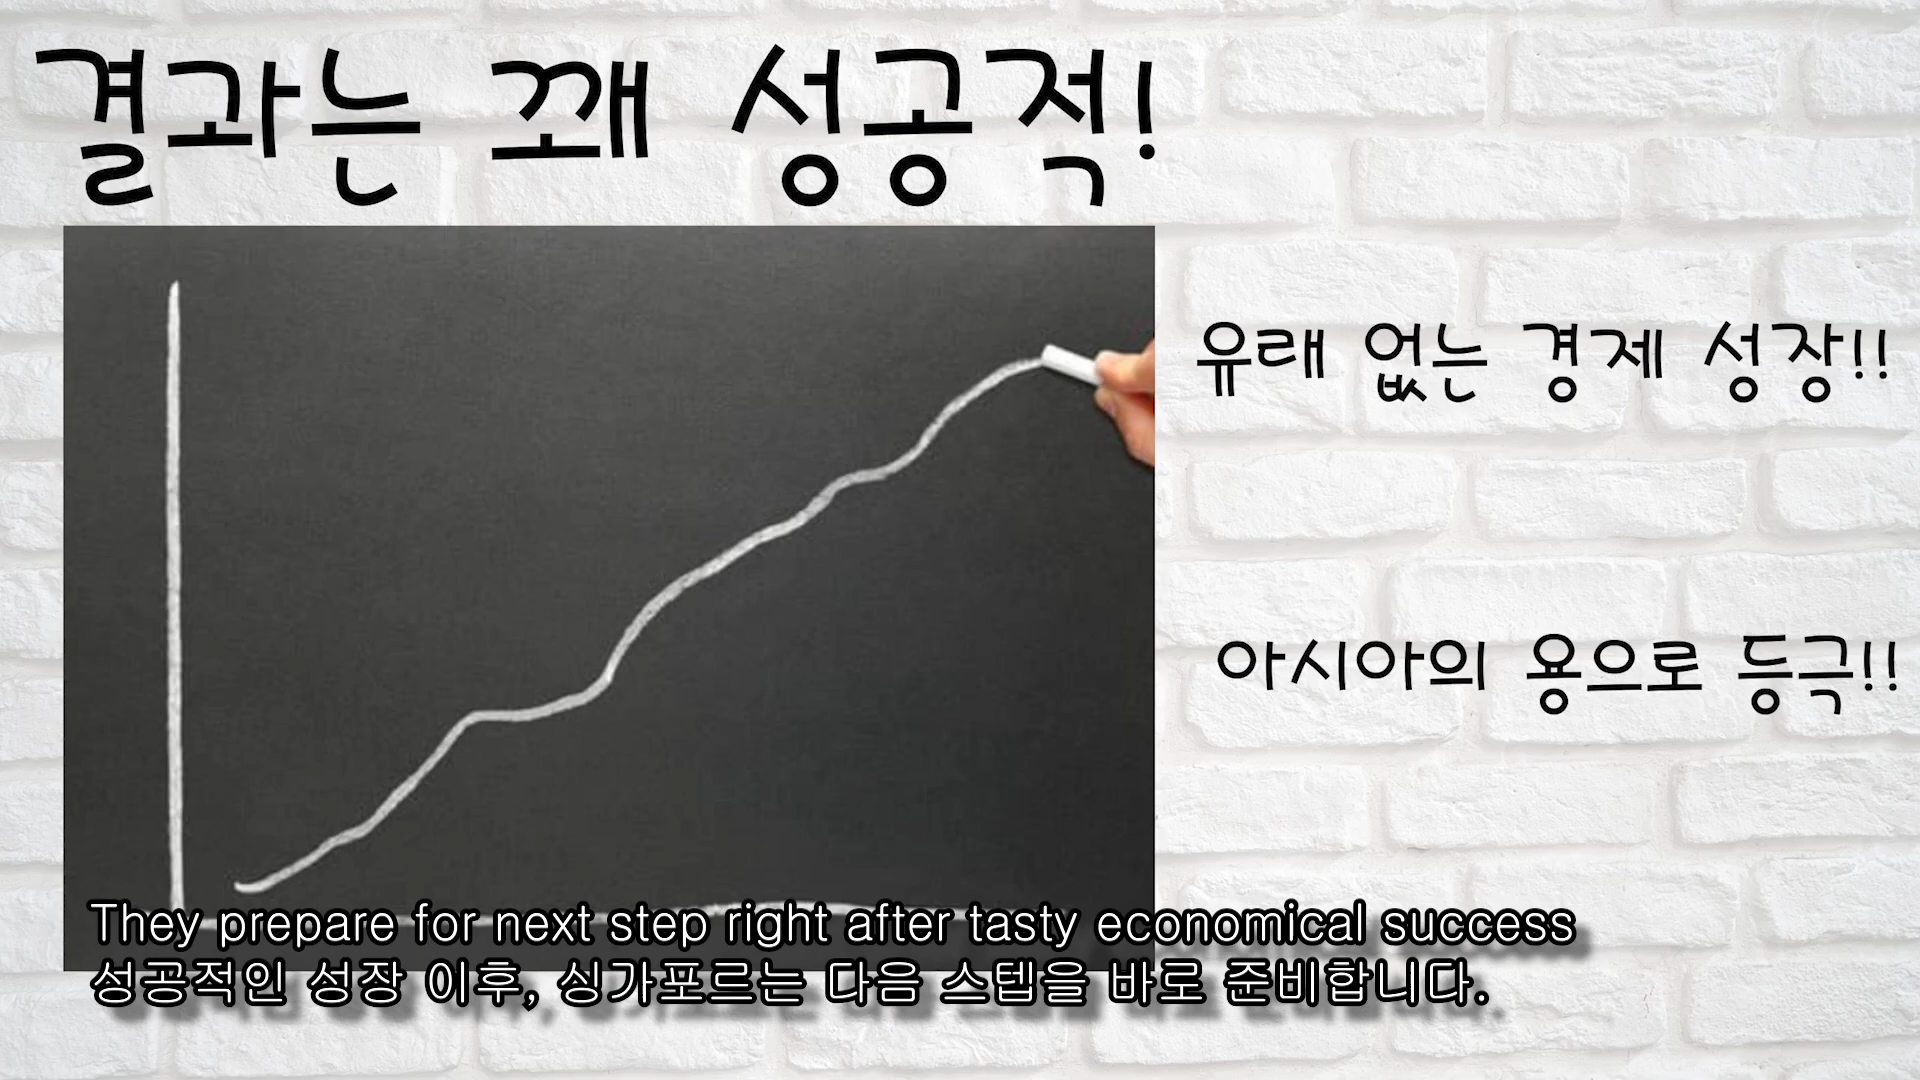 결과는 꽤 성공적!
유래 없는 경제 성장!!
아시아의 용으로 등극!!
They prepare for next step right after tasty economical success
성공적인 성장 이후, 싱가포르는 다음 스텝을 바로 준비합니다.